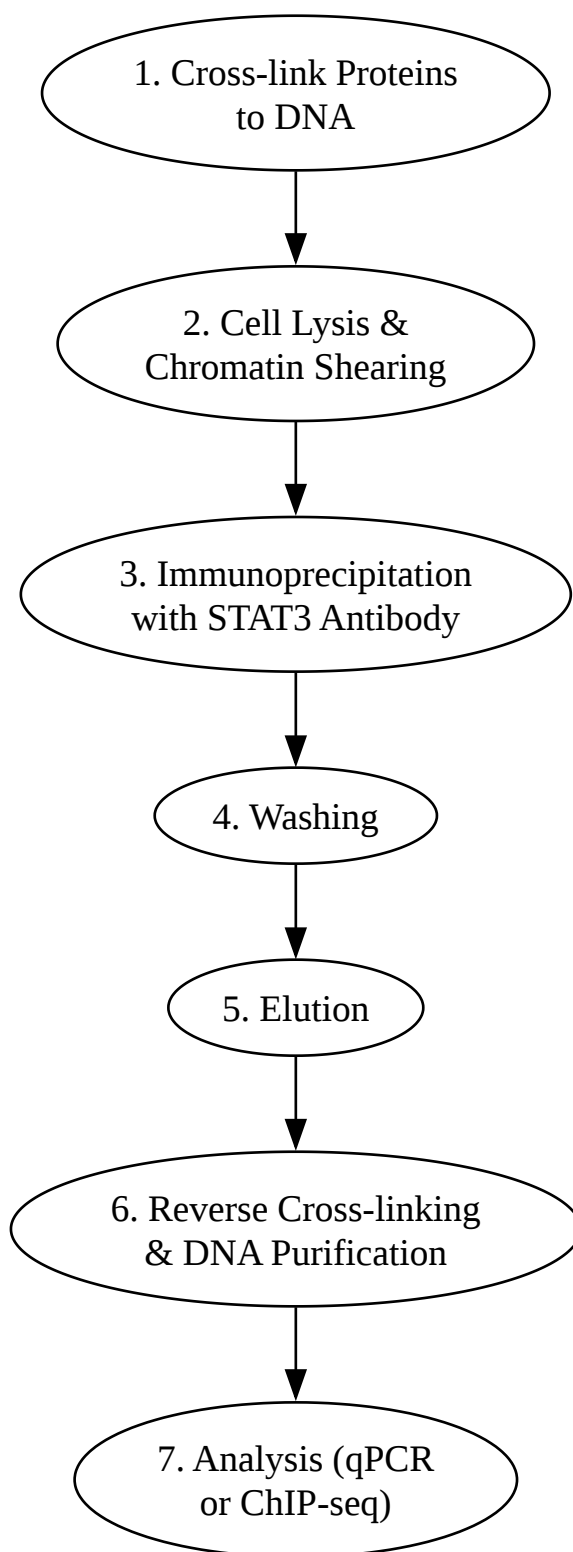 1. Cross-link Proteins
to DNA
2. Cell Lysis &
Chromatin Shearing
3. Immunoprecipitation
with STAT3 Antibody
4. Washing
5. Elution
6. Reverse Cross-linking
& DNA Purification
7. Analysis (qPCR
or ChIP-seq)